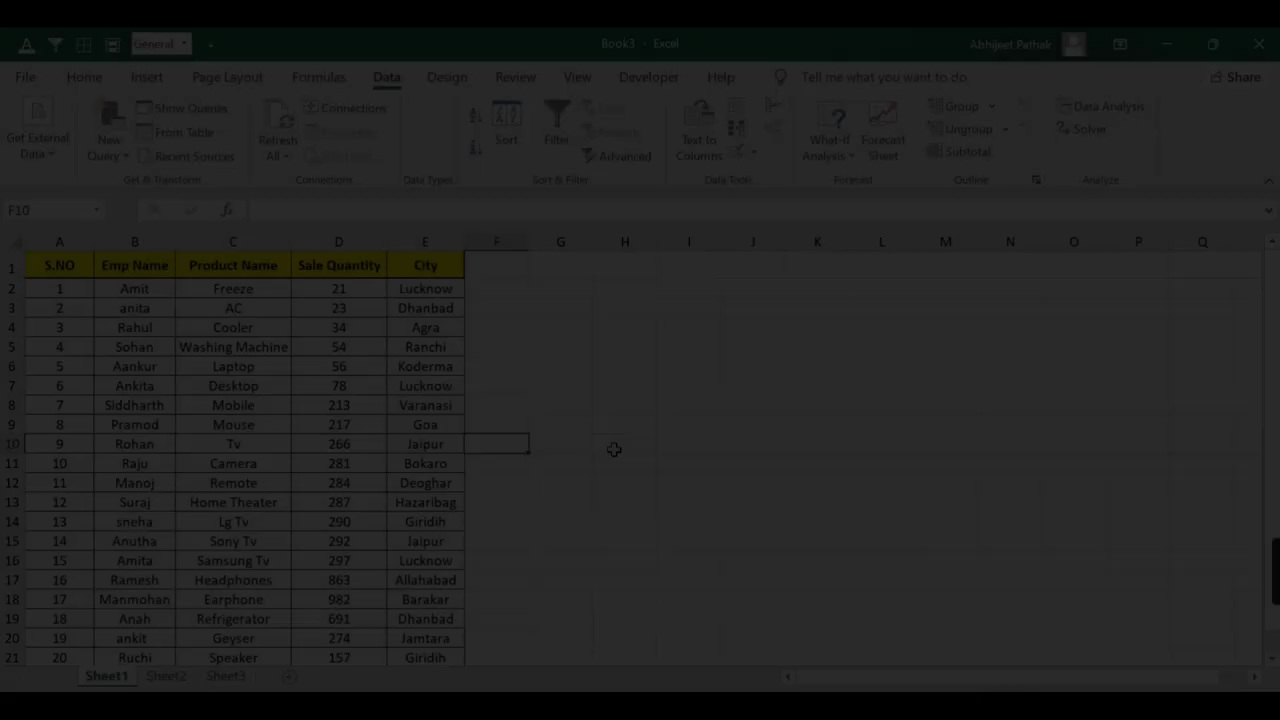 General
Book3 - Excel
Abhijeet Pathak
File Home Insert Page Layout Formulas Data Design Review View Developer Help Tell me what you want to do Share
Get External Data
New Query
Show Queries
From Table
Recent Sources
Get & Transform
Refresh All
Connections
Connections
Data Types
Sort
Filter
Advanced
Sort & Filter
Text to Columns
Data Tools
What-If Analysis
Forecast Sheet
Forecast
Group
Ungroup
Subtotal
Outline
Data Analysis
Solver
Analyze
F10 fx
A B C D E F G H I J K L M N O P Q
1 S.NO Emp Name Product Name Sale Quantity City
2 1 Amit Freeze 21 Lucknow
3 2 anita AC 23 Dhanbad
4 3 Rahul Cooler 34 Agra
5 4 Sohan Washing Machine 54 Ranchi
6 5 Aankur Laptop 56 Koderma
7 6 Ankita Desktop 78 Lucknow
8 7 Siddharth Mobile 213 Varanasi
9 8 Pramod Mouse 217 Goa
10 9 Rohan Tv 266 Jaipur
11 10 Raju Camera 281 Bokaro
12 11 Manoj Remote 284 Deoghar
13 12 Suraj Home Theater 287 Hazaribag
14 13 sneha Lg Tv 290 Giridih
15 14 Anutha Sony Tv 292 Jaipur
16 15 Amita Samsung Tv 297 Lucknow
17 16 Ramesh Headphones 863 Allahabad
18 17 Manmohan Earphone 982 Barakar
19 18 Anah Refrigerator 691 Dhanbad
20 19 ankit Geyser 274 Jamtara
21 20 Ruchi Speaker 157 Giridih
Sheet1 Sheet2 Sheet3